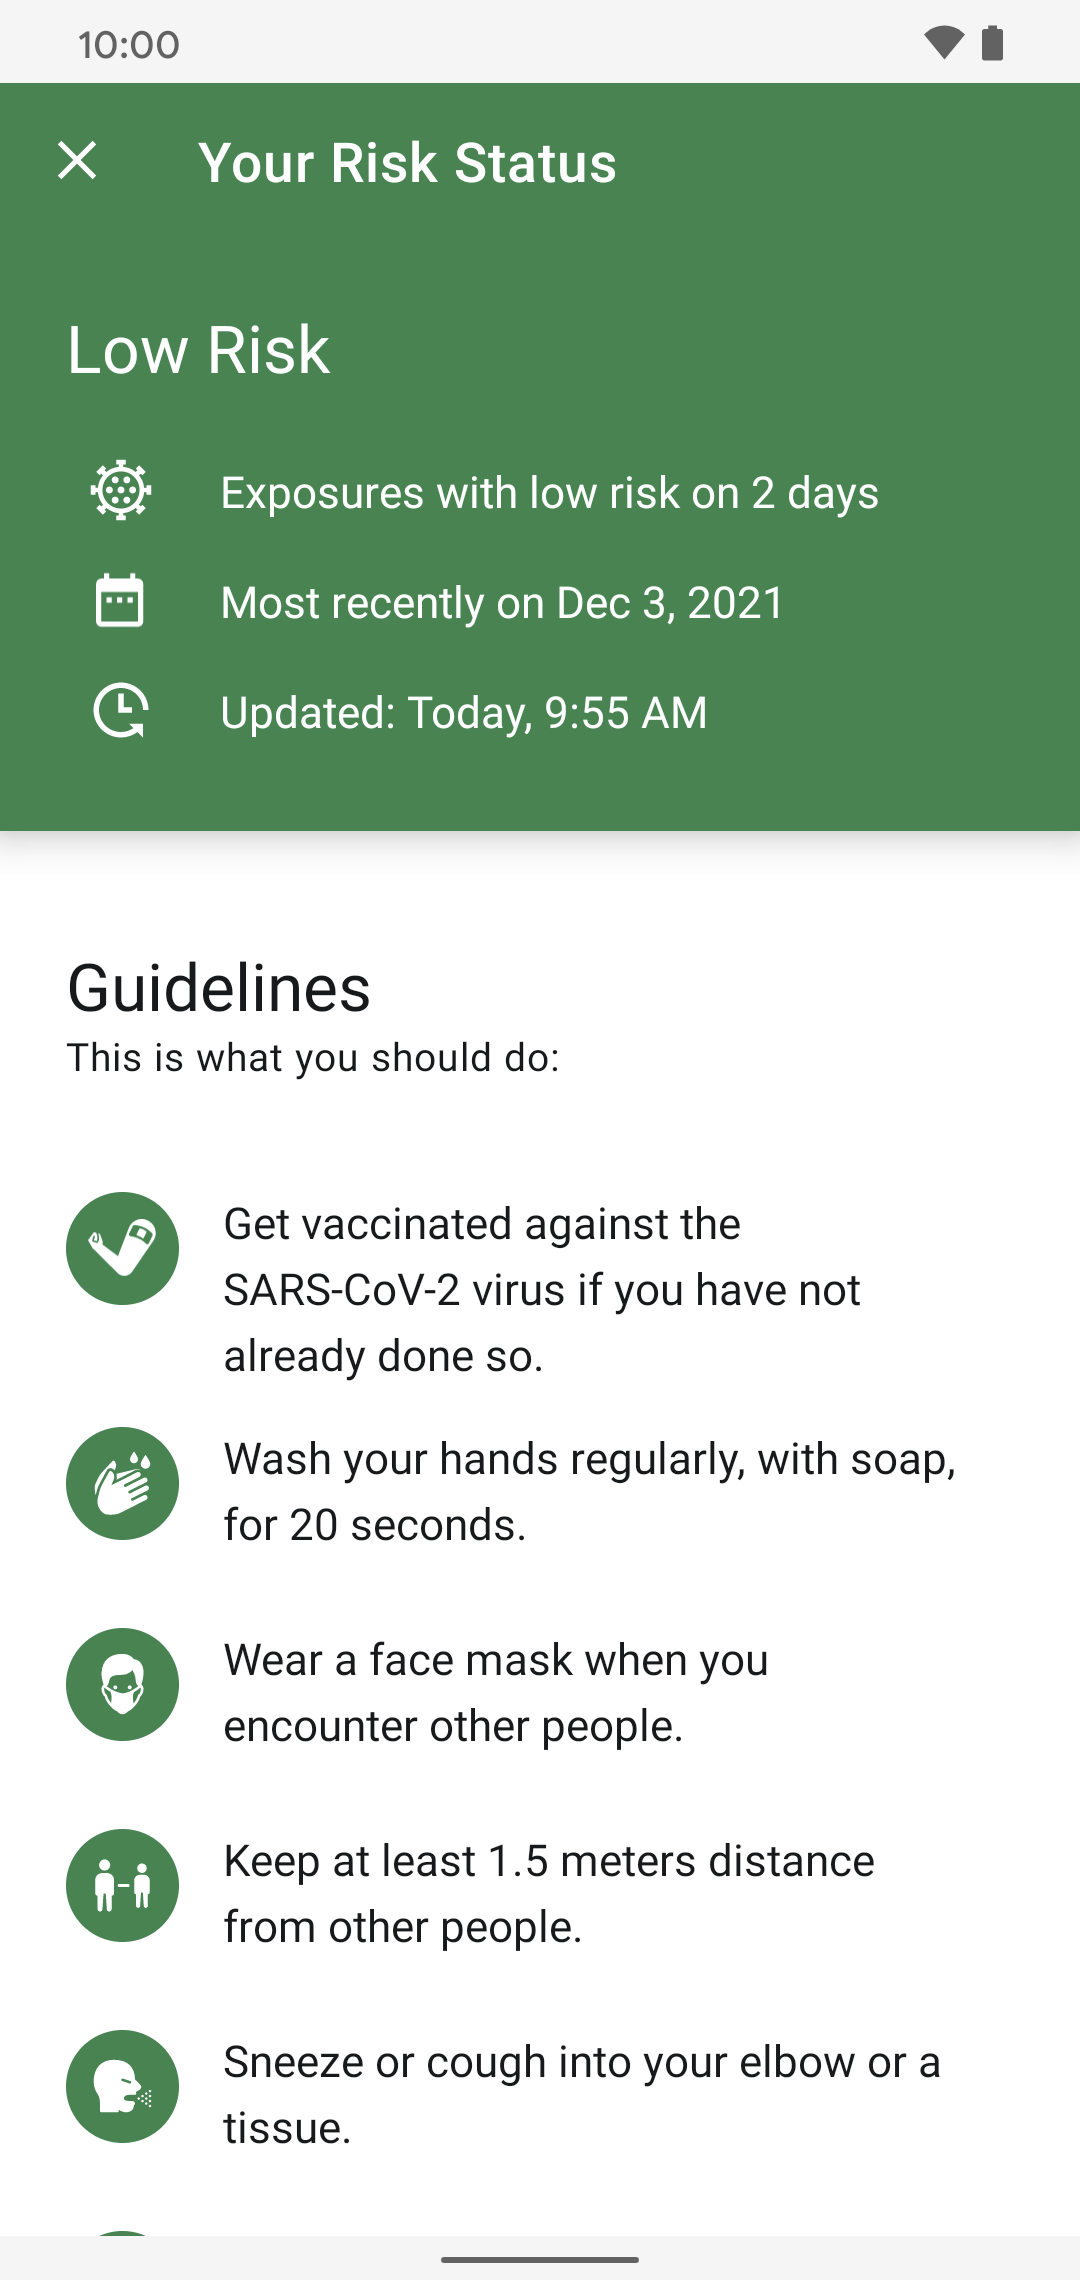 10:00
Your Risk Status
Low Risk
Exposures with low risk on 2 days
Most recently on Dec 3, 2021
Updated: Today, 9:55 AM
Guidelines
This is what you should do:
Get vaccinated against the
SARS-CoV-2 virus if you have not
already done so.
Wash your hands regularly, with soap,
for 20 seconds.
Wear a face mask when you
encounter other people.
Keep at least 1.5 meters distance
from other people.
Sneeze or cough into your elbow or a
tissue.